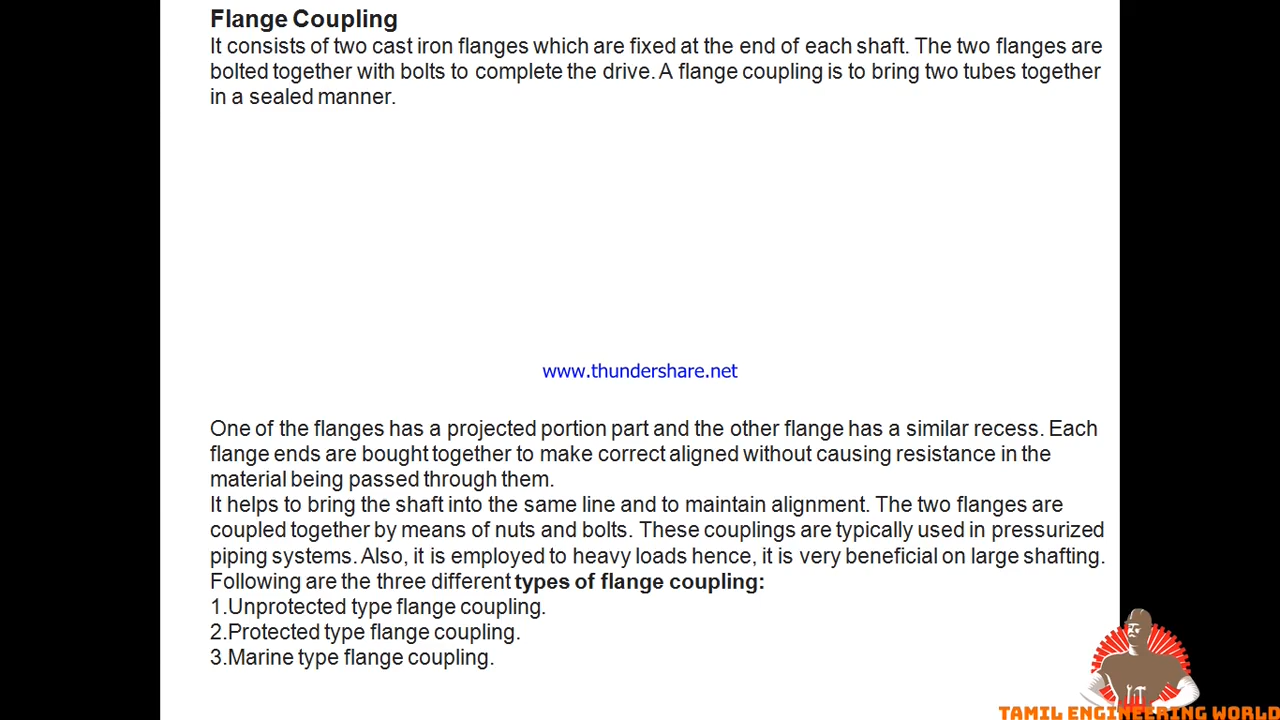 Flange Coupling
It consists of two cast iron flanges which are fixed at the end of each shaft. The two flanges are
bolted together with bolts to complete the drive. A flange coupling is to bring two tubes together
in a sealed manner.
www.thundershare.net
One of the flanges has a projected portion part and the other flange has a similar recess. Each
flange ends are bought together to make correct aligned without causing resistance in the
material being passed through them.
It helps to bring the shaft into the same line and to maintain alignment. The two flanges are
coupled together by means of nuts and bolts. These couplings are typically used in pressurized
piping systems. Also, it is employed to heavy loads hence, it is very beneficial on large shafting.
Following are the three different types of flange coupling:
1.Unprotected type flange coupling.
2.Protected type flange coupling.
3.Marine type flange coupling.
TAMIL ENGINEERING WORLD